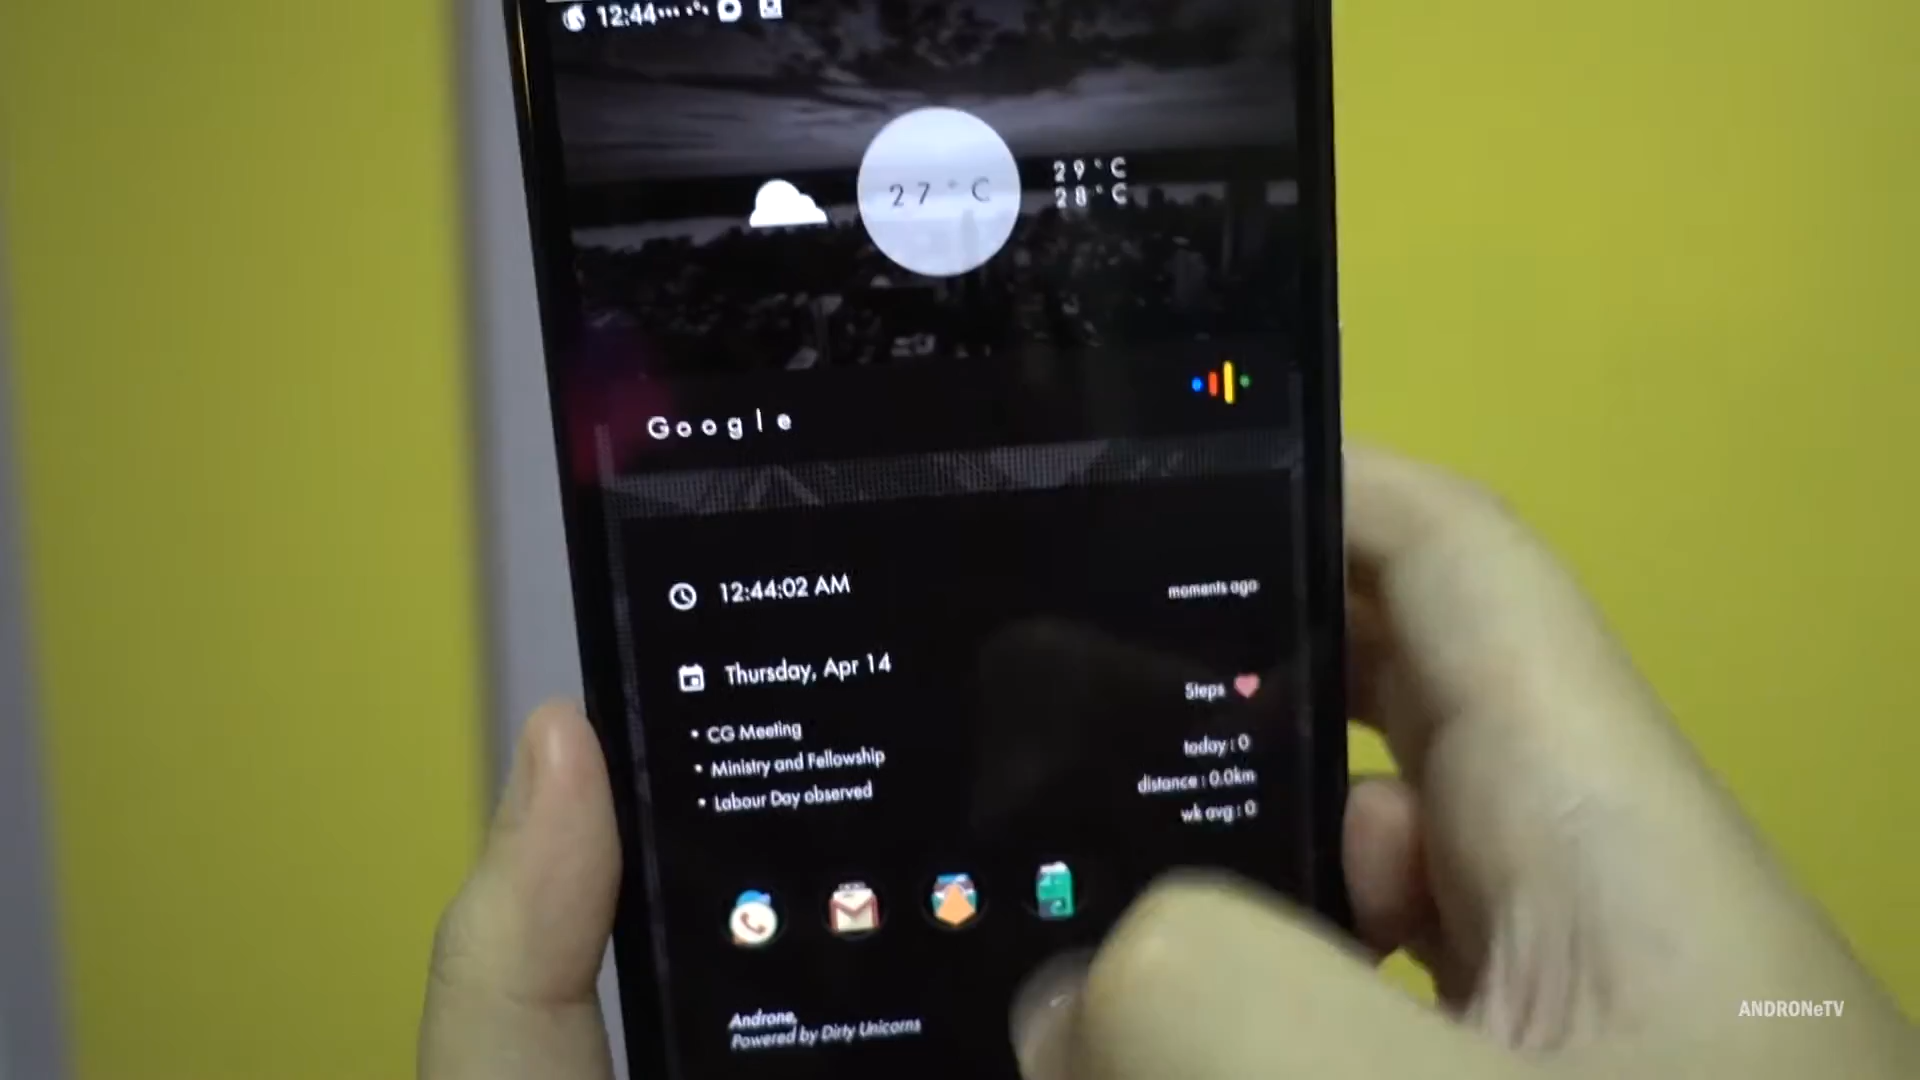 12:44
27°C
29°C
28°C
Google
12:44:02 AM
moments ago
Thursday, Apr 14
Steps
• CG Meeting
today : 0
• Ministry and Fellowship
distance : 0.0km
• Labour Day observed
wk avg : 0
Androne,
Powered by Dirty Unicorns
ANDRONeTV